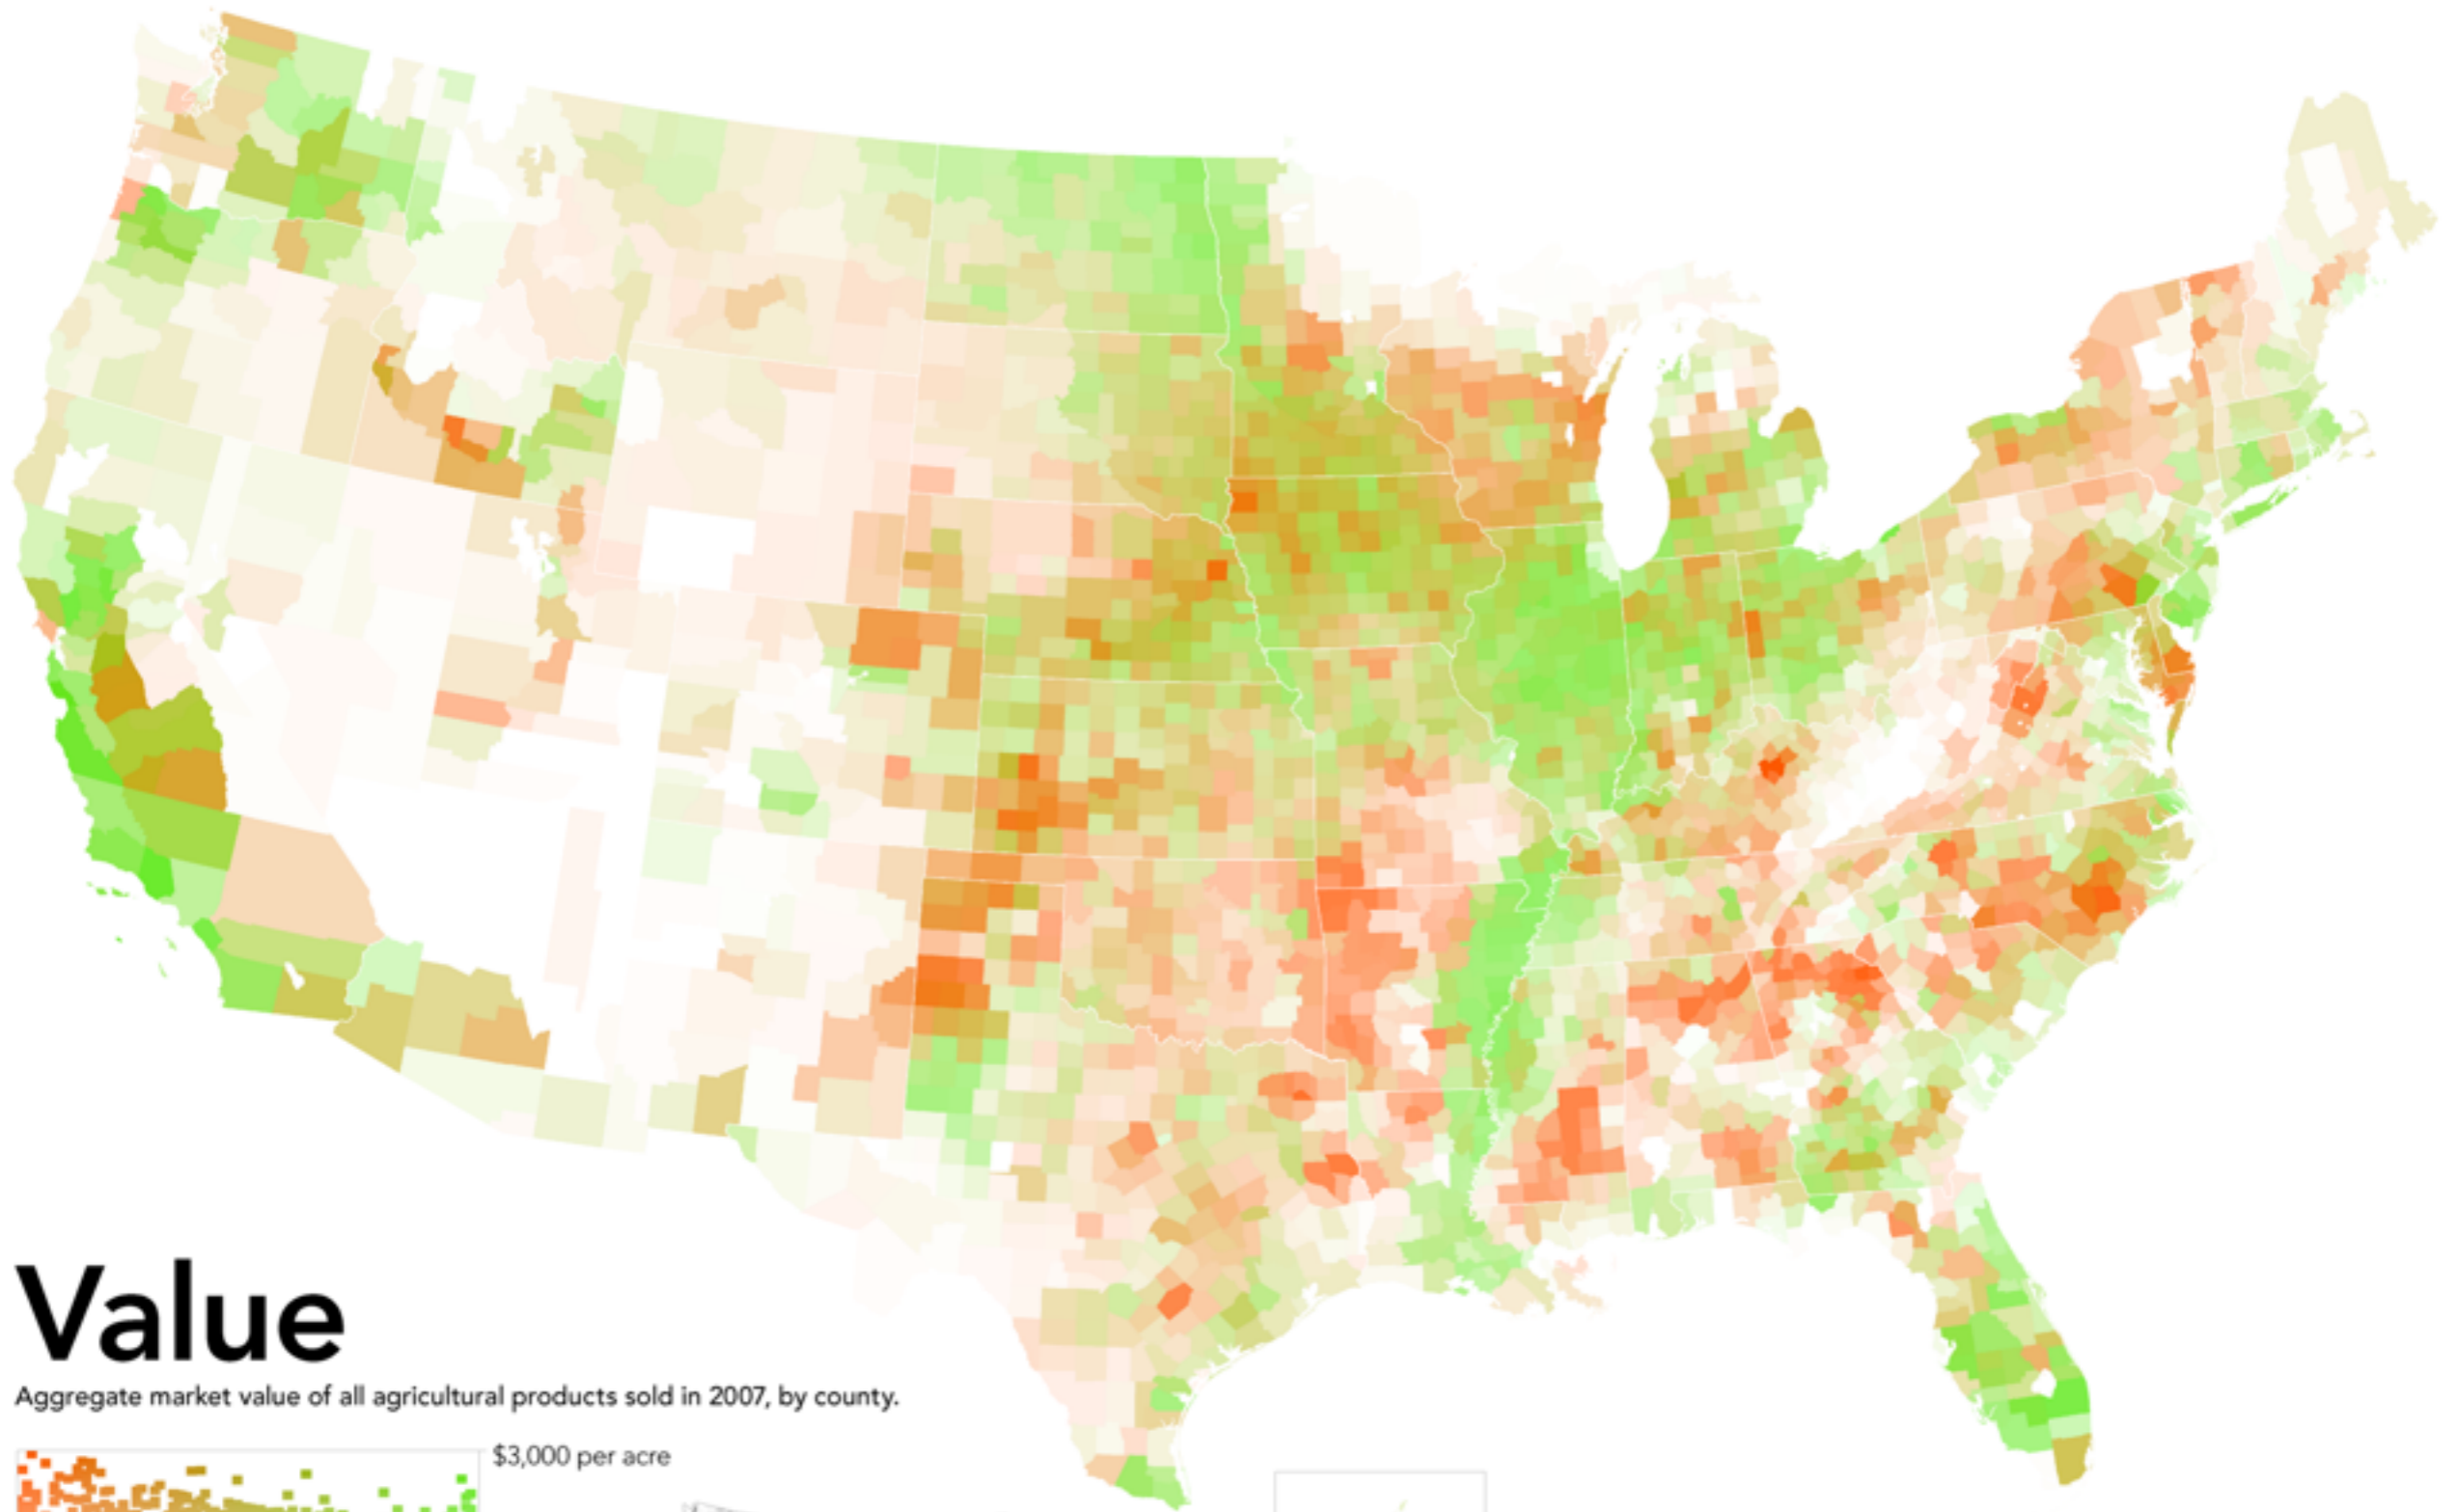 Value
Aggregate market value of all agricultural products sold in 2007, by county.
$3,000 per acre